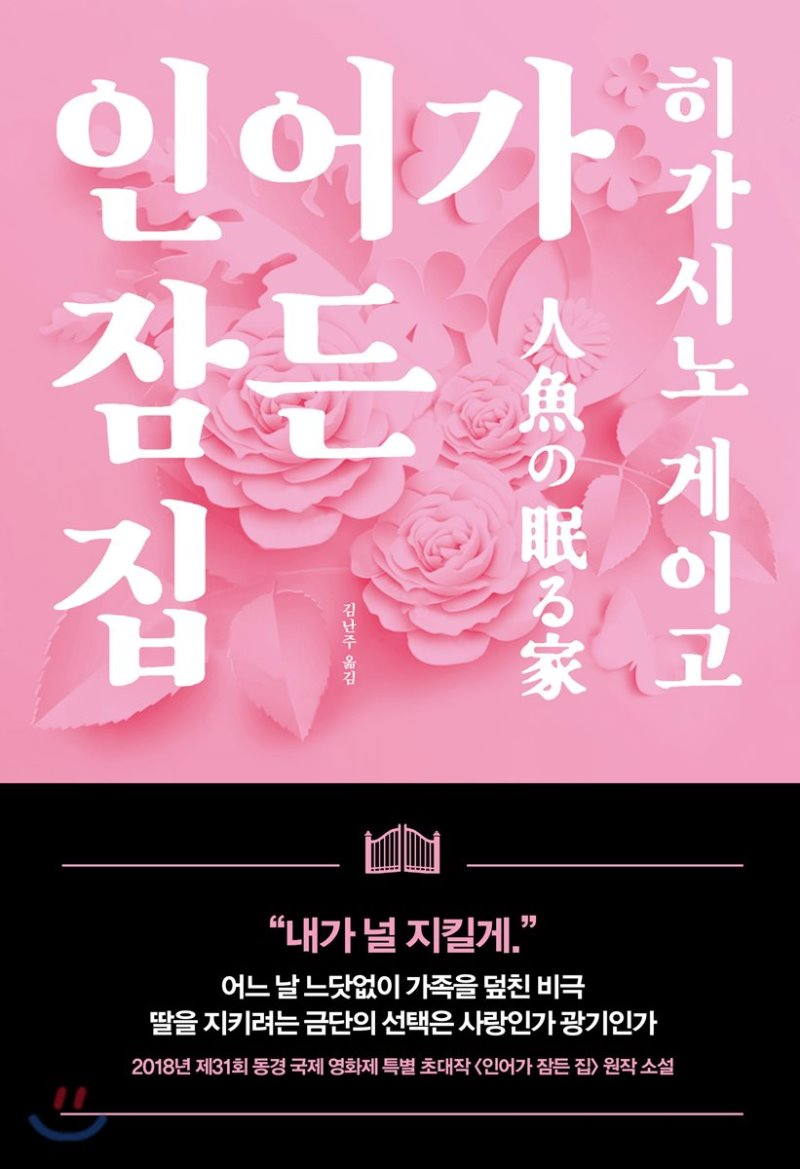 인어가
잠든
집
히가시노 게이고
人魚の眠る家
김난주 옮김
“내가 널 지킬게.”
어느 날 느닷없이 가족을 덮친 비극
딸을 지키려는 금단의 선택은 사랑인가 광기인가
2018년 제31회 동경 국제 영화제 특별 초대작 〈인어가 잠든 집〉 원작 소설